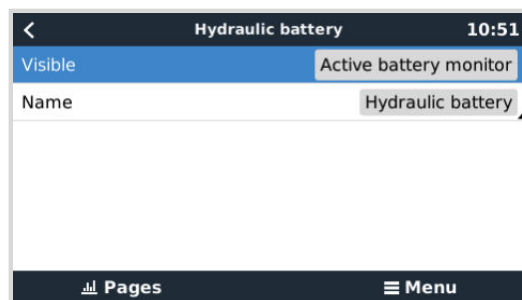 Hydraulic battery 10:51
Visible Active battery monitor
Name Hydraulic battery
Pages Menu